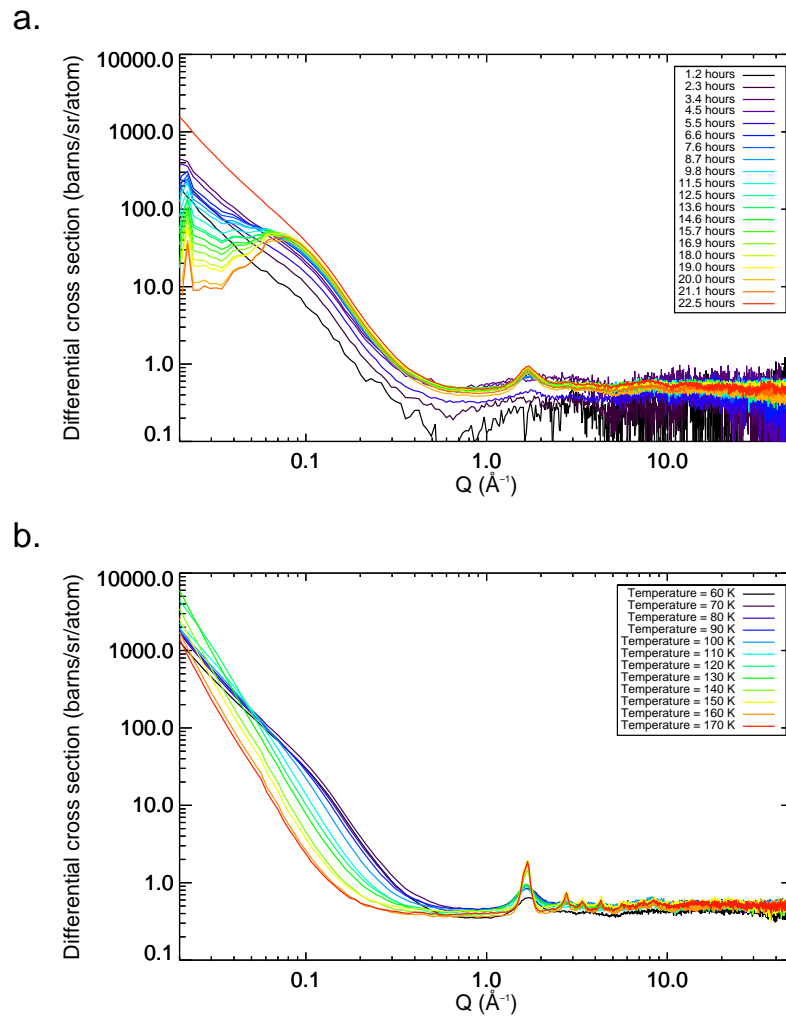 a.
10000.0
1000.0
100.0
10.0
1.0
0.1
Differential cross section (barns/sr/atom)
0.1
1.0
10.0
Q (Å⁻¹)
1.2 hours
2.3 hours
3.4 hours
4.5 hours
5.5 hours
6.6 hours
7.6 hours
8.7 hours
9.8 hours
11.5 hours
12.5 hours
13.6 hours
14.6 hours
15.7 hours
16.9 hours
18.0 hours
19.0 hours
20.0 hours
21.1 hours
22.5 hours
b.
10000.0
1000.0
100.0
10.0
1.0
0.1
Differential cross section (barns/sr/atom)
0.1
1.0
10.0
Q (Å⁻¹)
Temperature = 60 K
Temperature = 70 K
Temperature = 80 K
Temperature = 90 K
Temperature = 100 K
Temperature = 110 K
Temperature = 120 K
Temperature = 130 K
Temperature = 140 K
Temperature = 150 K
Temperature = 160 K
Temperature = 170 K